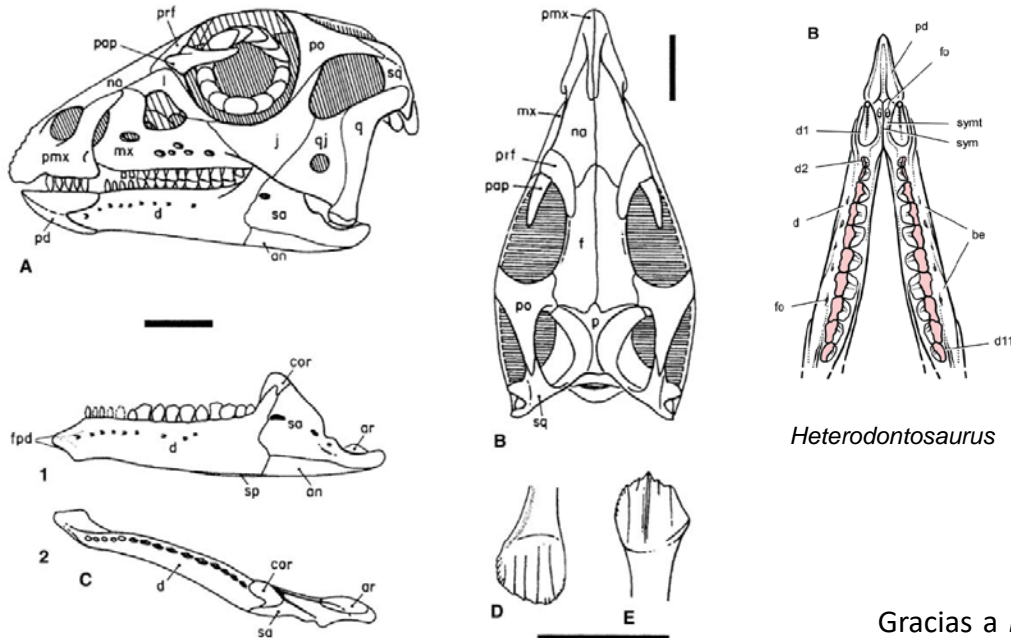 prf
pap
na
l
po
sq
pmx
mx
j
qj
q
d
sa
pd
an
A
pmx
mx
na
prf
pap
f
po
p
sq
B
B
pd
fo
d1
symt
sym
d2
d
be
fo
d11
Heterodontosaurus
cor
fpd
d
sa
ar
1
sp
an
2
d
C
cor
ar
sa
D
E
Gracias a